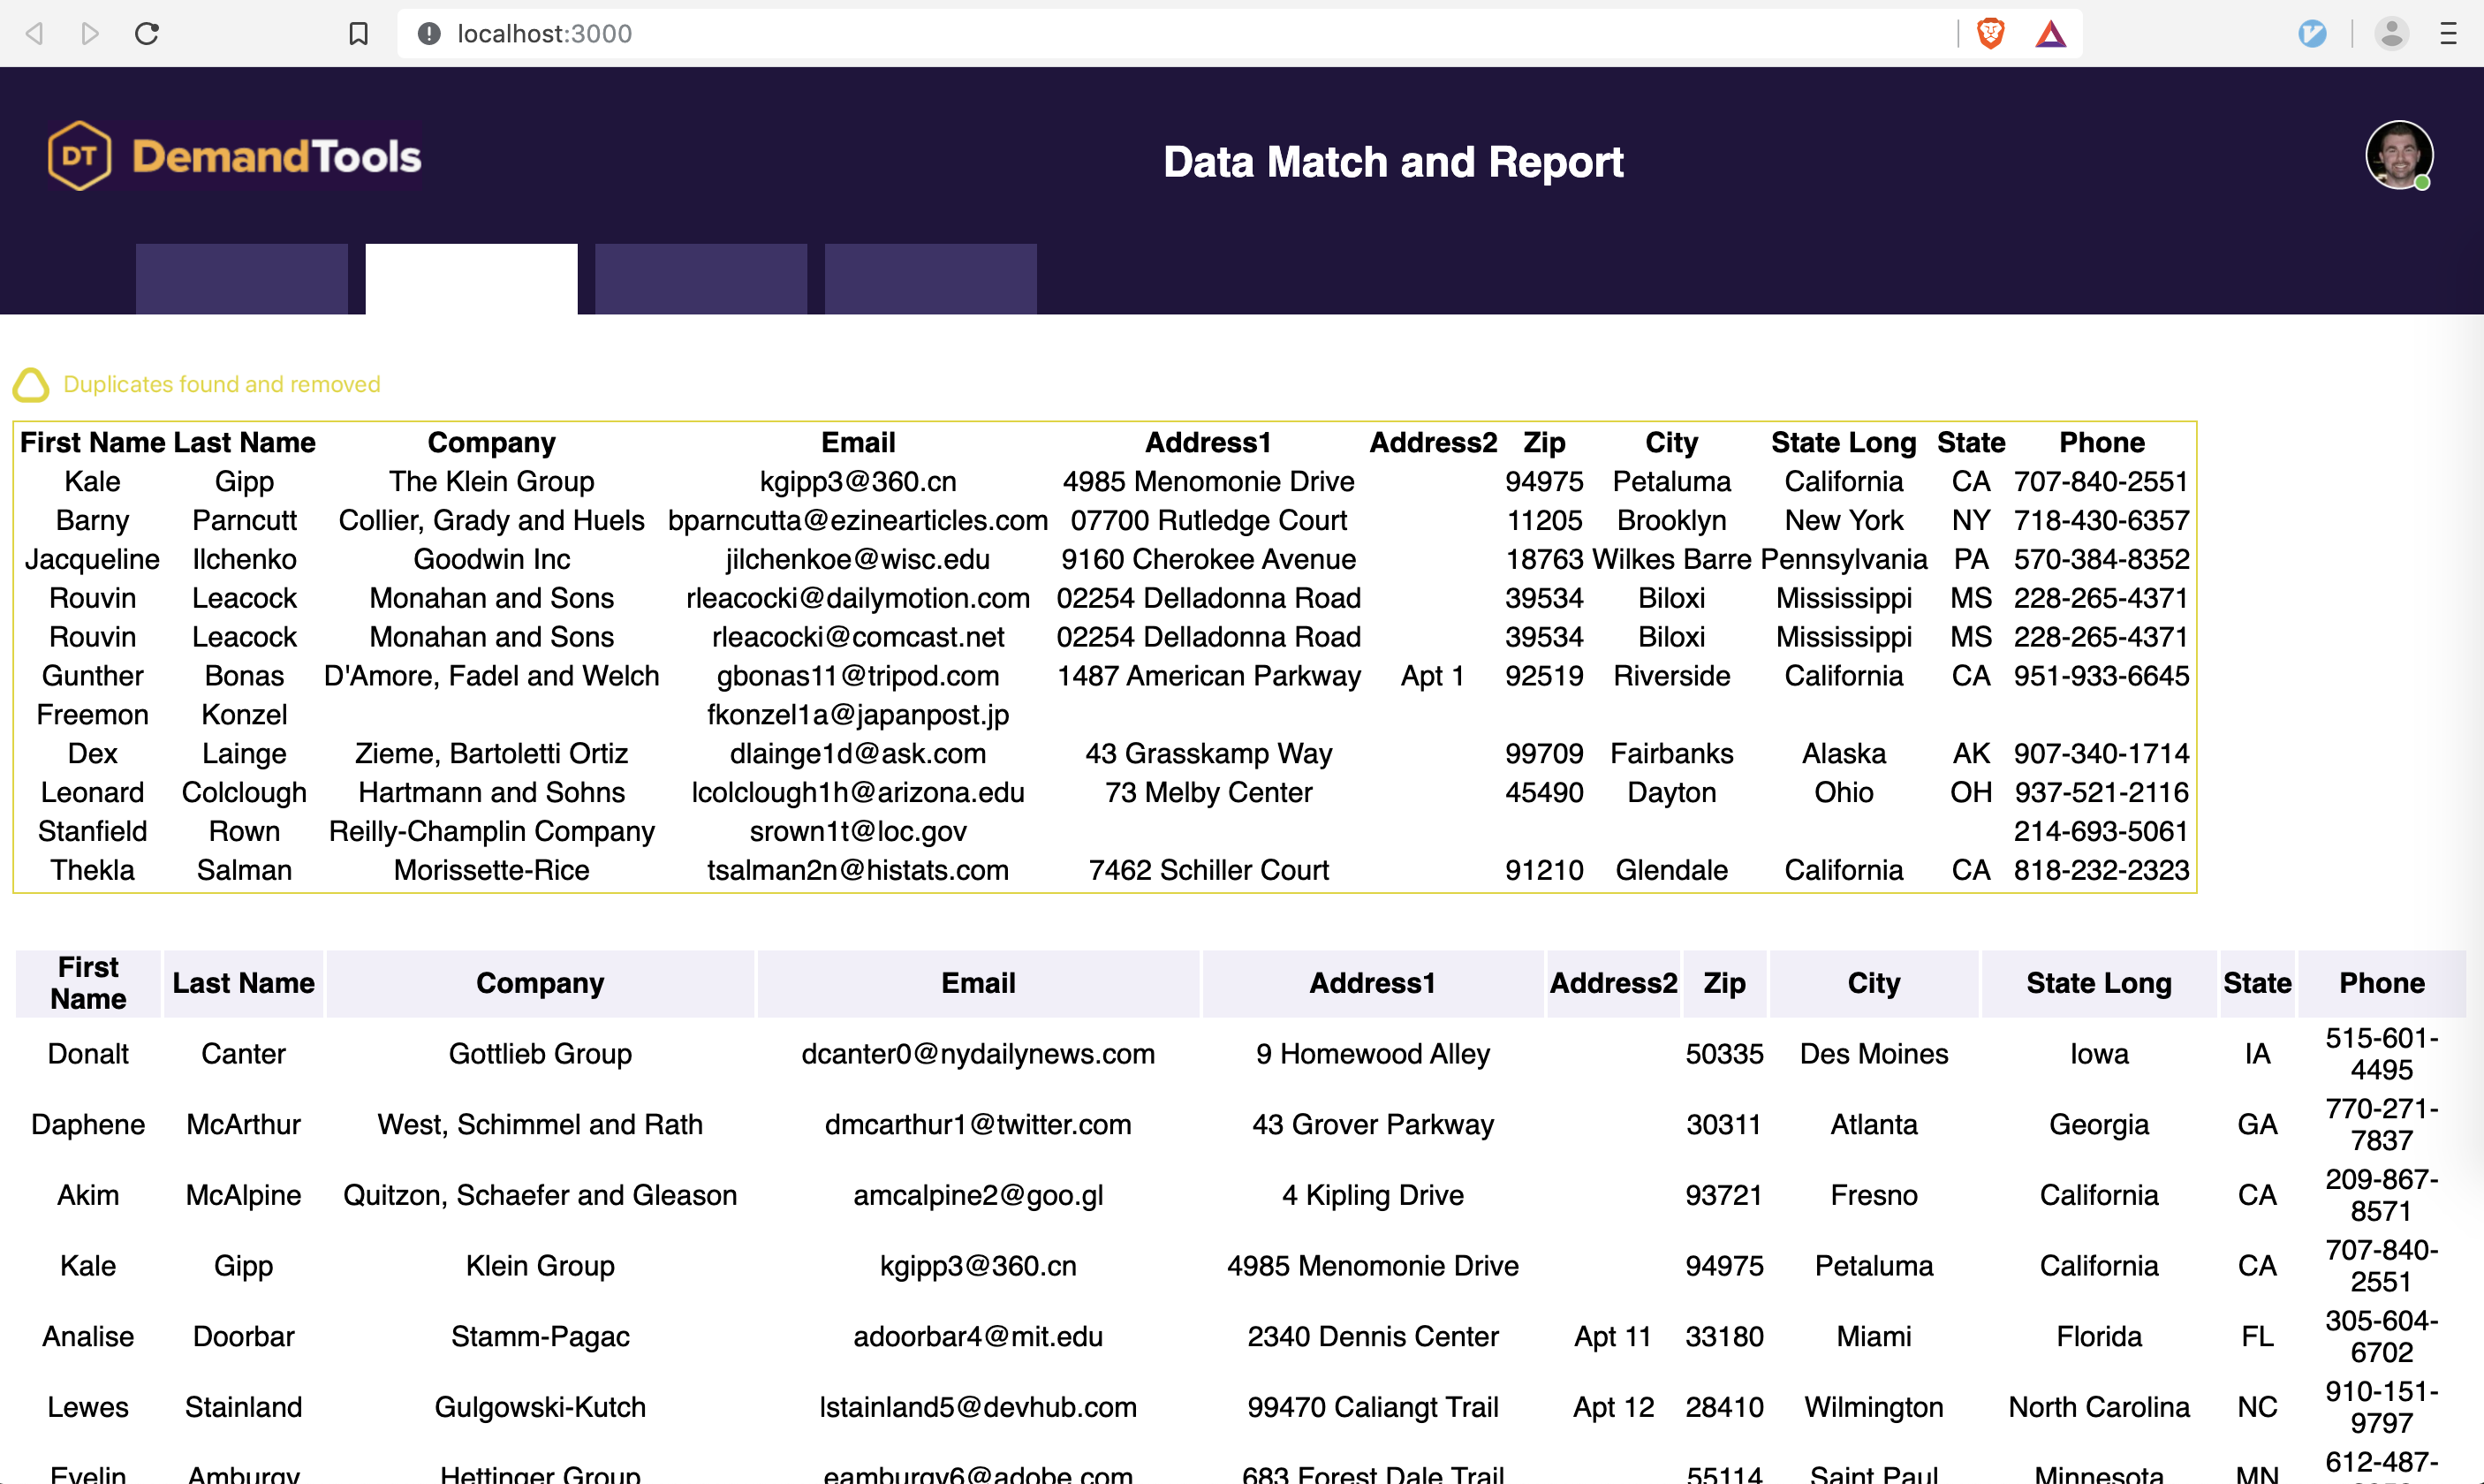 localhost:3000
DT DemandTools
Data Match and Report
Duplicates found and removed
First Name Last Name Company Email Address1 Address2 Zip City State Long State Phone
Kale Gipp The Klein Group kgipp3@360.cn 4985 Menomonie Drive 94975 Petaluma California CA 707-840-2551
Barny Parncutt Collier, Grady and Huels bparncutta@ezinearticles.com 07700 Rutledge Court 11205 Brooklyn New York NY 718-430-6357
Jacqueline Ilchenko Goodwin Inc jilchenkoe@wisc.edu 9160 Cherokee Avenue 18763 Wilkes Barre Pennsylvania PA 570-384-8352
Rouvin Leacock Monahan and Sons rleacocki@dailymotion.com 02254 Delladonna Road 39534 Biloxi Mississippi MS 228-265-4371
Rouvin Leacock Monahan and Sons rleacocki@comcast.net 02254 Delladonna Road 39534 Biloxi Mississippi MS 228-265-4371
Gunther Bonas D'Amore, Fadel and Welch gbonas11@tripod.com 1487 American Parkway Apt 1 92519 Riverside California CA 951-933-6645
Freemon Konzel fkonzel1a@japanpost.jp
Dex Lainge Zieme, Bartoletti Ortiz dlainge1d@ask.com 43 Grasskamp Way 99709 Fairbanks Alaska AK 907-340-1714
Leonard Colclough Hartmann and Sohns lcolclough1h@arizona.edu 73 Melby Center 45490 Dayton Ohio OH 937-521-2116
Stanfield Rown Reilly-Champlin Company srown1t@loc.gov 214-693-5061
Thekla Salman Morissette-Rice tsalman2n@histats.com 7462 Schiller Court 91210 Glendale California CA 818-232-2323
First
Name Last Name Company Email Address1 Address2 Zip City State Long State Phone
Donalt Canter Gottlieb Group dcanter0@nydailynews.com 9 Homewood Alley 50335 Des Moines Iowa IA 515-601-
4495
Daphene McArthur West, Schimmel and Rath dmcarthur1@twitter.com 43 Grover Parkway 30311 Atlanta Georgia GA 770-271-
7837
Akim McAlpine Quitzon, Schaefer and Gleason amcalpine2@goo.gl 4 Kipling Drive 93721 Fresno California CA 209-867-
8571
Kale Gipp Klein Group kgipp3@360.cn 4985 Menomonie Drive 94975 Petaluma California CA 707-840-
2551
Analise Doorbar Stamm-Pagac adoorbar4@mit.edu 2340 Dennis Center Apt 11 33180 Miami Florida FL 305-604-
6702
Lewes Stainland Gulgowski-Kutch lstainland5@devhub.com 99470 Caliangt Trail Apt 12 28410 Wilmington North Carolina NC 910-151-
9797
Evelin Amburgy Hettinger Group eamburgy6@adobe.com 683 Forest Dale Trail 55114 Saint Paul Minnesota MN 612-487-